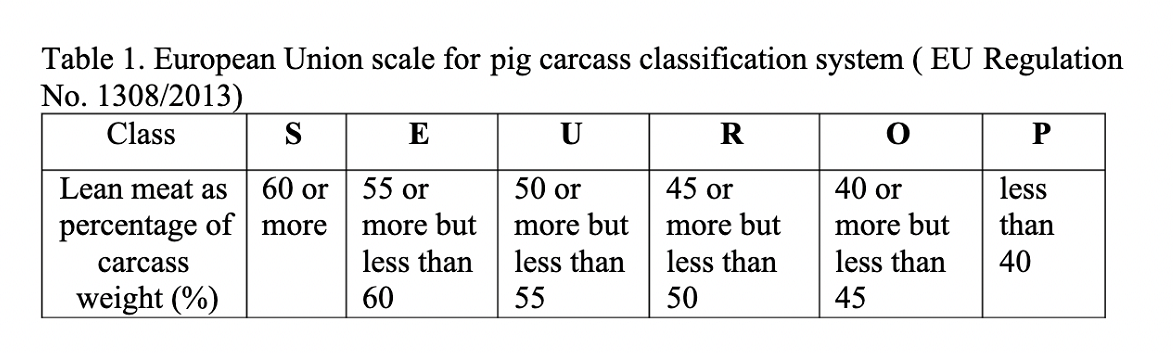 Table 1. European Union scale for pig carcass classification system ( EU Regulation
No. 1308/2013)
Class S E U R O P
Lean meat as 60 or 55 or 50 or 45 or 40 or less
percentage of more more but more but more but more but than
carcass less than less than less than less than 40
weight (%) 60 55 50 45